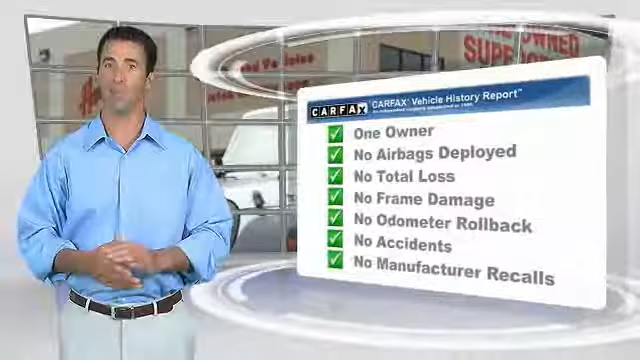 CARFAX CARFAX Vehicle History Report™
One Owner
No Airbags Deployed
No Total Loss
No Frame Damage
No Odometer Rollback
No Accidents
No Manufacturer Recalls
OWNED